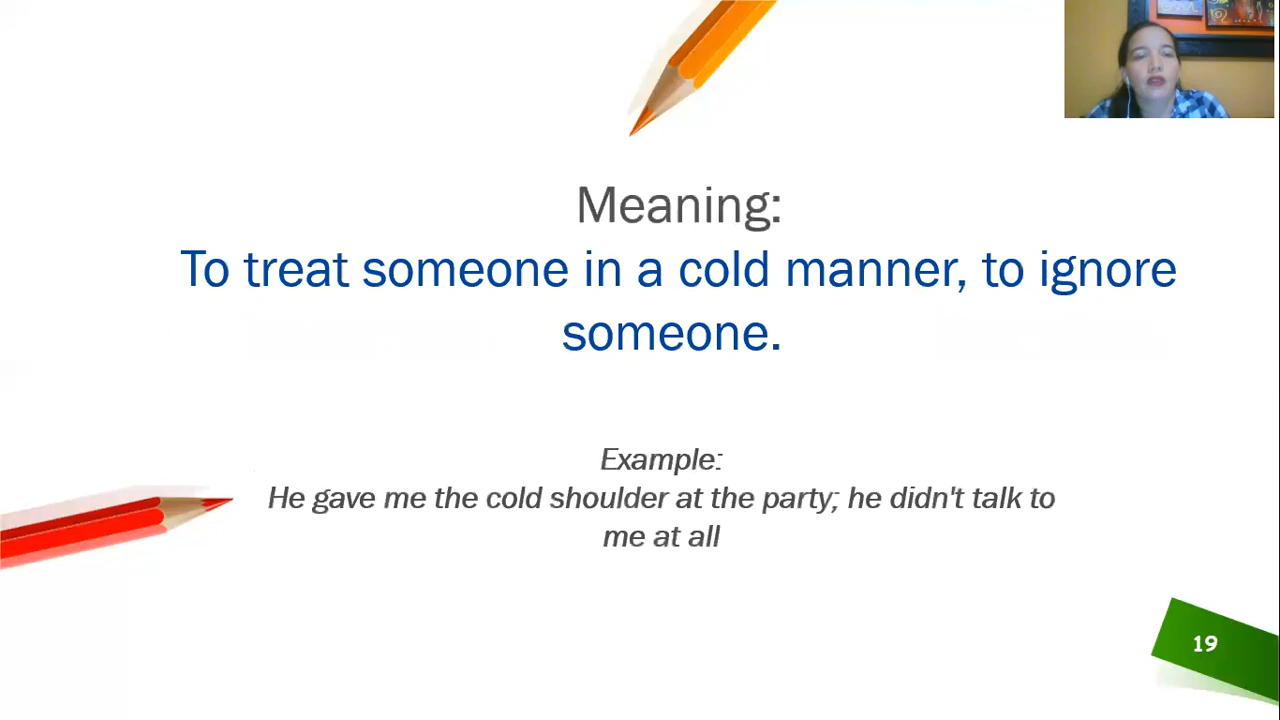 Meaning:
To treat someone in a cold manner, to ignore
someone.
Example:
He gave me the cold shoulder at the party; he didn't talk to
me at all
19